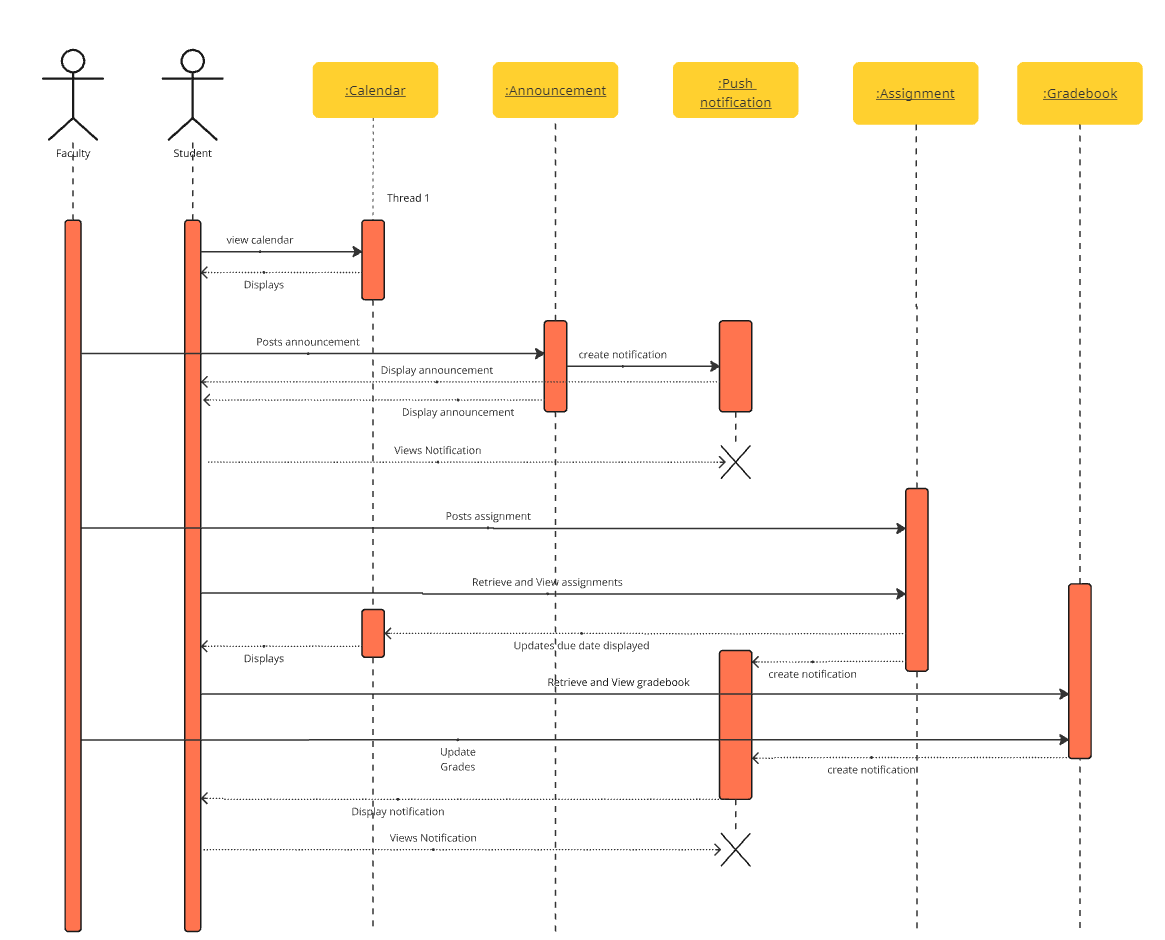 Faculty
Student
:Calendar
:Announcement
:Push
notification
:Assignment
:Gradebook
Thread 1
view calendar
Displays
Posts announcement
create notification
Display announcement
Display announcement
Views Notification
Posts assignment
Retrieve and View assignments
Updates due date displayed
Displays
create notification
Retrieve and View gradebook
Update
Grades
create notification
Display notification
Views Notification